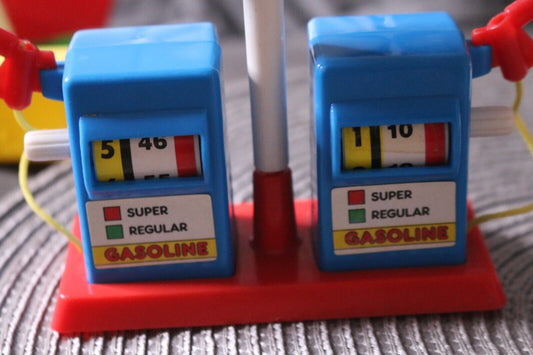 5 46
SUPER
REGULAR
GASOLINE
1 10
SUPER
REGULAR
GASOLINE